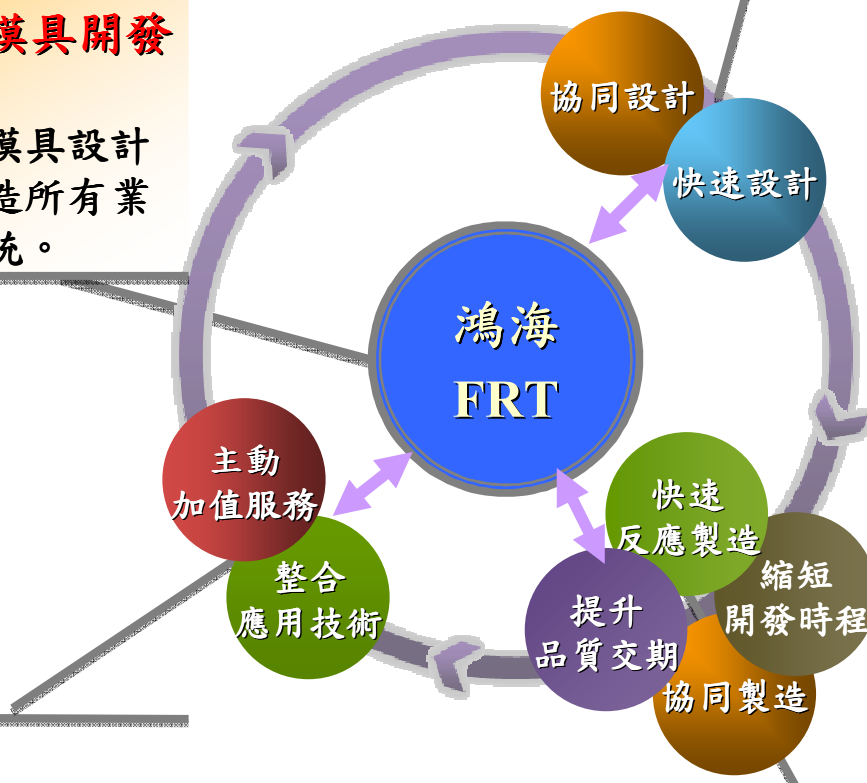 模具開發
模具設計
造所有業
統。
協同設計
快速設計
鴻海
FRT
主動
加值服務
整合
應用技術
快速
反應製造
縮短
開發時程
提升
品質交期
協同製造